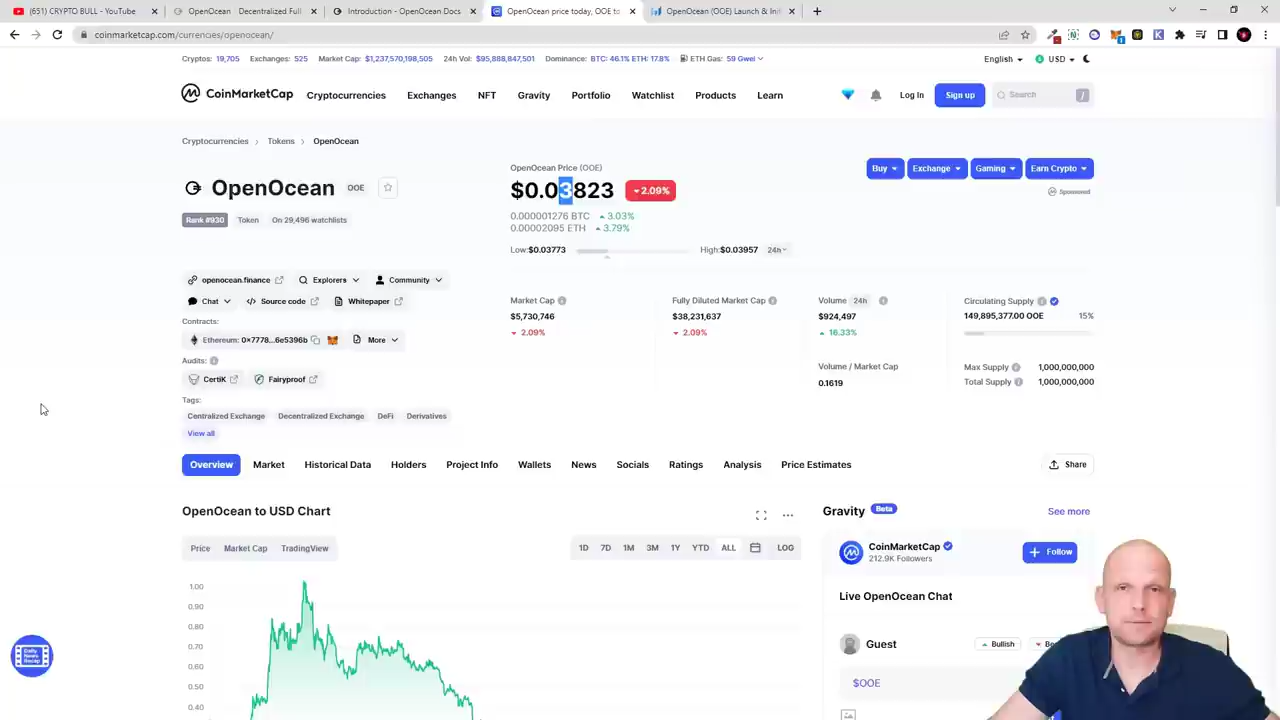 (651) CRYPTO BULL - YouTube
OpenOcean - Decentralized Full
Introduction - OpenOcean Docs
OpenOcean price today, OOE to
OpenOcean (OOE) Launch & Init
coinmarketcap.com/currencies/openocean/
Cryptos: 19,705 Exchanges: 525 Market Cap: $1,237,570,198,505 24h Vol: $95,888,847,501 Dominance: BTC: 46.1% ETH: 17.8% ETH Gas: 59 Gwei
English USD
CoinMarketCap Cryptocurrencies Exchanges NFT Gravity Portfolio Watchlist Products Learn
Log In Sign up Search /
Cryptocurrencies > Tokens > OpenOcean
OpenOcean OOE
Rank #930 Token On 29,496 watchlists
OpenOcean Price (OOE)
$0.03823 2.09%
0.000001276 BTC 3.03%
0.00002095 ETH 3.79%
Low: $0.03773 High: $0.03957 24h
Buy Exchange Gaming Earn Crypto
Sponsored
openocean.finance Explorers Community
Chat Source code Whitepaper
Contracts:
Ethereum: 0x7778...6e5396b More
Audits:
CertiK Fairyproof
Tags:
Centralized Exchange Decentralized Exchange DeFi Derivatives
View all
Market Cap
$5,730,746
2.09%
Fully Diluted Market Cap
$38,231,637
2.09%
Volume 24h
$924,497
16.33%
Volume / Market Cap
0.1619
Circulating Supply
149,895,377.00 OOE 15%
Max Supply 1,000,000,000
Total Supply 1,000,000,000
Overview Market Historical Data Holders Project Info Wallets News Socials Ratings Analysis Price Estimates
Share
OpenOcean to USD Chart
Price Market Cap TradingView
1D 7D 1M 3M 1Y YTD ALL LOG
1.00
0.90
0.80
0.70
0.60
0.50
0.40
Gravity Beta See more
CoinMarketCap
212.9K Followers
Follow
Live OpenOcean Chat
Guest Bullish
$OOE
Daily
News
Recap